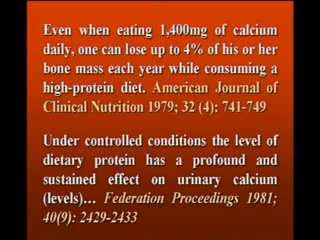 Even when eating 1,400mg of calcium
daily, one can lose up to 4% of his or her
bone mass each year while consuming a
high-protein diet. American Journal of
Clinical Nutrition 1979; 32 (4): 741-749
Under controlled conditions the level of
dietary protein has a profound and
sustained effect on urinary calcium
(levels)… Federation Proceedings 1981;
40(9): 2429-2433